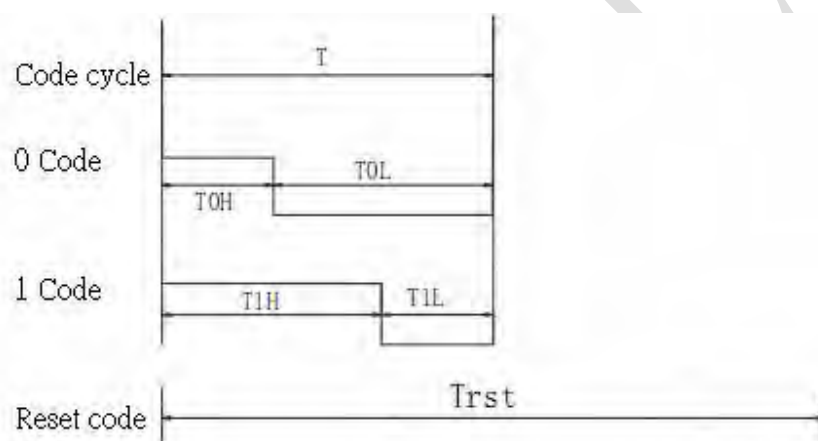 T
Code cycle
0 Code
T0L
T0H
1 Code
T1H
T1L
Trst
Reset code